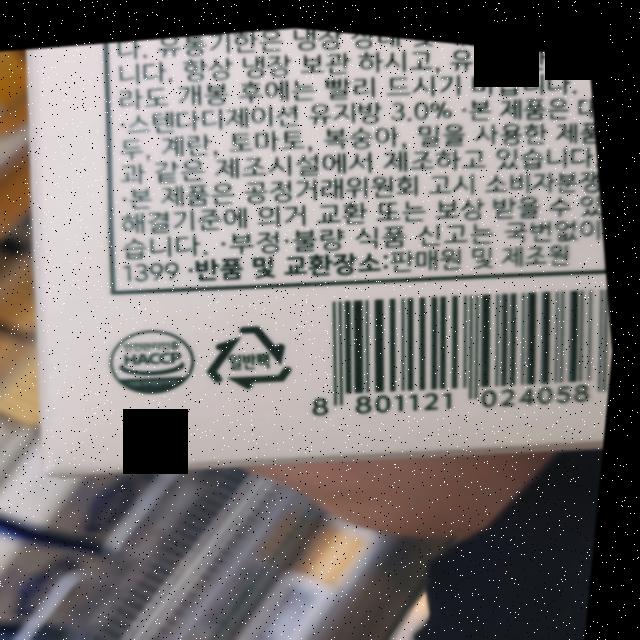 다. 유통기한은 냉장
니다. 항상 냉장 보관 하시고, 유
라도 개봉 후에는 빨리 드시기 바랍니다.
스탠다디제이션 유지방 3.0% ·본 제품은 대
두, 계란, 토마토, 복숭아, 밀을 사용한 제품
과 같은 제조시설에서 제조하고 있습니다
·본 제품은 공정거래위원회 고시 소비자분쟁
해결기준에 의거 교환 또는 보상 받을 수 있
습니다. ·부정·불량 식품 신고는 국번없이
1399 ·반품 및 교환장소:판매원 및 제조원
HACCP
일반팩
8 801121 024058